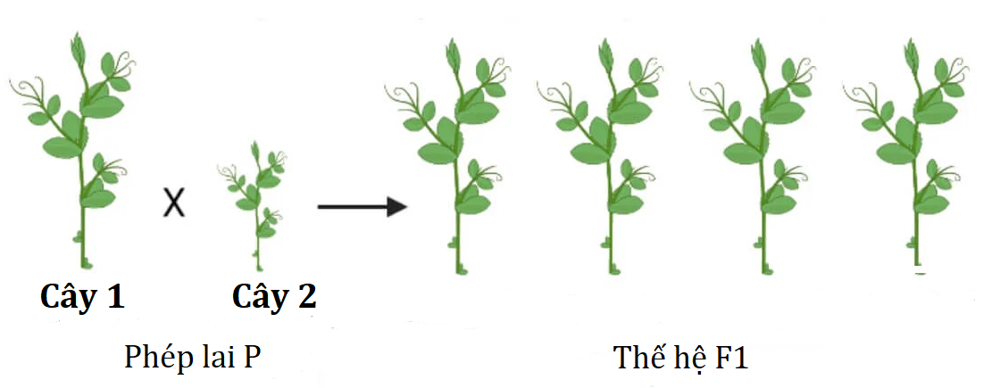 X
Cây 1
Cây 2
Phép lai P
Thế hệ F1